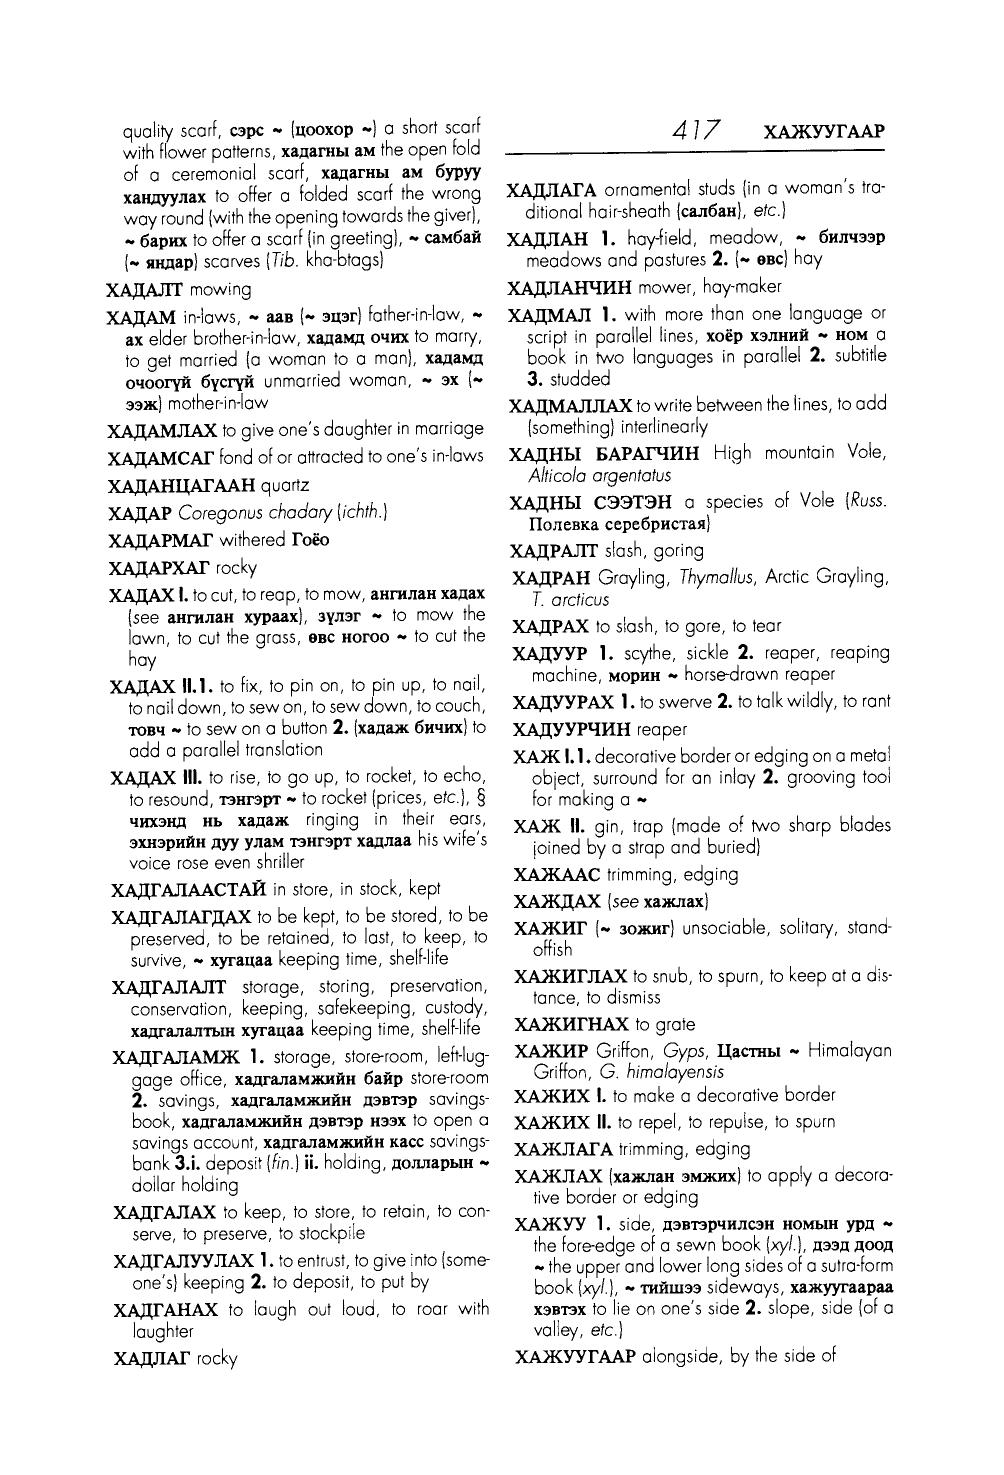 417 ХАЖУУГААР
quality scarf, сэрс ~ (цоохор ~) a short scarf
with flower patterns, хадагны ам the open fold
of a ceremonial scarf, хадагны ам буруу
хандуулах to offer a folded scarf the wrong
way round (with the opening towards the giver),
~ барих to offer a scarf (in greeting), ~ самбай
(~ яндар) scarves (Tib. kha-btags)
ХАДАЛТ mowing
ХАДАМ in-laws, ~ аав (~ эцэг) father-in-law, ~
ах elder brother-in-law, хадамд очих to marry,
to get married (a woman to a man), хадамд
очоогүй бүсгүй unmarried woman, ~ эх (~
ээж) mother-in-law
ХАДАМЛАХ to give one's daughter in marriage
ХАДАМСАГ fond of or attracted to one's in-laws
ХАДАНЦАГААН quartz
ХАДАР Coregonus chadary (ichth.)
ХАДАРМАГ withered Гоёо
ХАДАРХАГ rocky
ХАДАХ I. to cut, to reap, to mow, ангилан хадах
(see ангилан хураах), зүлэг ~ to mow the
lawn, to cut the grass, өвс ногоо ~ to cut the
hay
ХАДАХ II.1. to fix, to pin on, to pin up, to nail,
to nail down, to sew on, to sew down, to couch,
товч ~ to sew on a button 2. (хадаж бичих) to
add a parallel translation
ХАДАХ III. to rise, to go up, to rocket, to echo,
to resound, тэнгэрт ~ to rocket (prices, etc.), §
чихэнд нь хадаж ringing in their ears,
эхнэрийн дуу улам тэнгэрт хадлаа his wife's
voice rose even shriller
ХАДГАЛААСТАЙ in store, in stock, kept
ХАДГАЛАГДАХ to be kept, to be stored, to be
preserved, to be retained, to last, to keep, to
survive, ~ хугацаа keeping time, shelf-life
ХАДГАЛАЛТ storage, storing, preservation,
conservation, keeping, safekeeping, custody,
хадгалалтын хугацаа keeping time, shelf-life
ХАДГАЛАМЖ 1. storage, store-room, left-lug-
gage office, хадгаламжийн байр store-room
2. savings, хадгаламжийн дэвтэр savings-
book, хадгаламжийн дэвтэр нээх to open a
savings account, хадгаламжийн касс savings-
bank 3.i. deposit (fin.) ii. holding, долларын ~
dollar holding
ХАДГАЛАХ to keep, to store, to retain, to con-
serve, to preserve, to stockpile
ХАДГАЛУУЛАХ 1. to entrust, to give into (some-
one's) keeping 2. to deposit, to put by
ХАДГАНАХ to laugh out loud, to roar with
laughter
ХАДЛАГ rocky
ХАДЛАГА ornamental studs (in a woman's tra-
ditional hair-sheath (салбан), etc.)
ХАДЛАН 1. hay-field, meadow, ~ билчээр
meadows and pastures 2. (~ өвс) hay
ХАДЛАНЧИН mower, hay-maker
ХАДМАЛ 1. with more than one language or
script in parallel lines, хоёр хэлний ~ ном a
book in two languages in parallel 2. subtitle
3. studded
ХАДМАЛЛАХ to write between the lines, to add
(something) interlinearly
ХАДНЫ БАРАГЧИН High mountain Vole,
Alticola argentatus
ХАДНЫ СЭЭТЭН a species of Vole (Russ.
Полевка серебристая)
ХАДРАЛТ slash, goring
ХАДРАН Grayling, Thymallus, Arctic Grayling,
T. arcticus
ХАДРАХ to slash, to gore, to tear
ХАДУУР 1. scythe, sickle 2. reaper, reaping
machine, морин ~ horse-drawn reaper
ХАДУУРАХ 1. to swerve 2. to talk wildly, to rant
ХАДУУРЧИН reaper
ХАЖ I.1. decorative border or edging on a metal
object, surround for an inlay 2. grooving tool
for making a ~
ХАЖ II. gin, trap (made of two sharp blades
joined by a strap and buried)
ХАЖААС trimming, edging
ХАЖДАХ (see хажлах)
ХАЖИГ (~ зожиг) unsociable, solitary, stand-
offish
ХАЖИГЛАХ to snub, to spurn, to keep at a dis-
tance, to dismiss
ХАЖИГНАХ to grate
ХАЖИР Griffon, Gyps, Цастны ~ Himalayan
Griffon, G. himalayensis
ХАЖИХ I. to make a decorative border
ХАЖИХ II. to repel, to repulse, to spurn
ХАЖЛАГА trimming, edging
ХАЖЛАХ (хажлан эмжих) to apply a decora-
tive border or edging
ХАЖУУ 1. side, дэвтэрчилсэн номын урд ~
the fore-edge of a sewn book (xyl.), дээд доод
~ the upper and lower long sides of a sutra-form
book (xyl.), ~ тийшээ sideways, хажуугаараа
хэвтэх to lie on one's side 2. slope, side (of a
valley, etc.)
ХАЖУУГААР alongside, by the side of